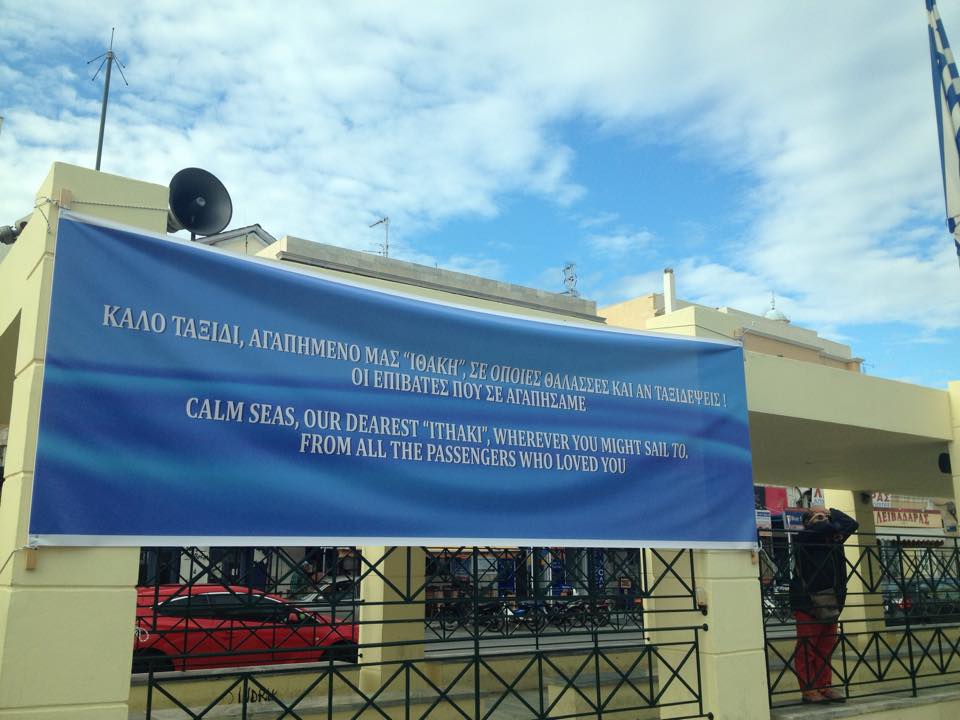 ΚΑΛΟ ΤΑΞΙΔΙ, ΑΓΑΠΗΜΕΝΟ ΜΑΣ “ΙΘΑΚΗ”, ΣΕ ΟΠΟΙΕΣ ΘΑΛΑΣΣΕΣ ΚΑΙ ΑΝ ΤΑΞΙΔΕΨΕΙΣ !
ΟΙ ΕΠΙΒΑΤΕΣ ΠΟΥ ΣΕ ΑΓΑΠΗΣΑΜΕ
CALM SEAS, OUR DEAREST “ITHAKI”, WHEREVER YOU MIGHT SAIL TO.
FROM ALL THE PASSENGERS WHO LOVED YOU
ΛΕΙΒΑΔΑΡΑΣ